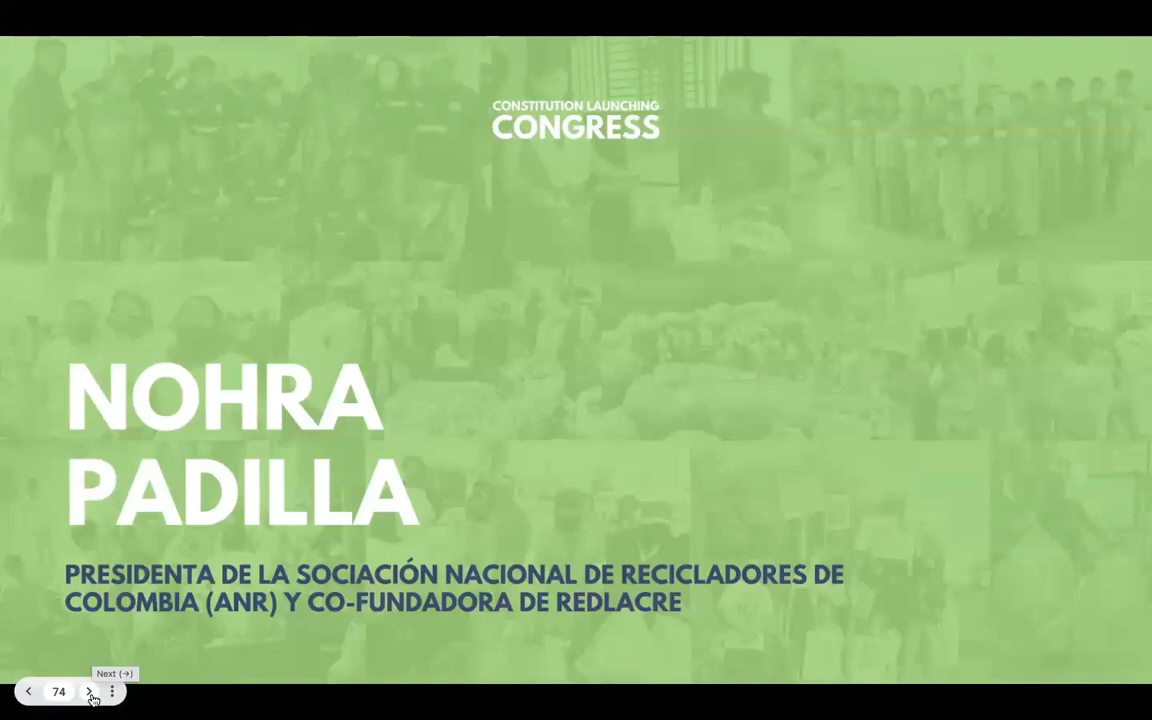 CONSTITUTION LAUNCHING
CONGRESS
NOHRA
PADILLA
PRESIDENTA DE LA SOCIACIÓN NACIONAL DE RECICLADORES DE
COLOMBIA (ANR) Y CO-FUNDADORA DE REDLACRE
Next (→)
74